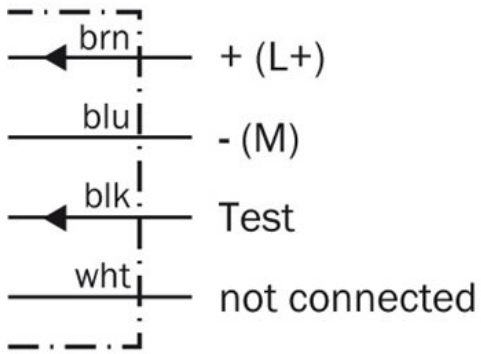 brn + (L+)
blu - (M)
blk Test
wht not connected